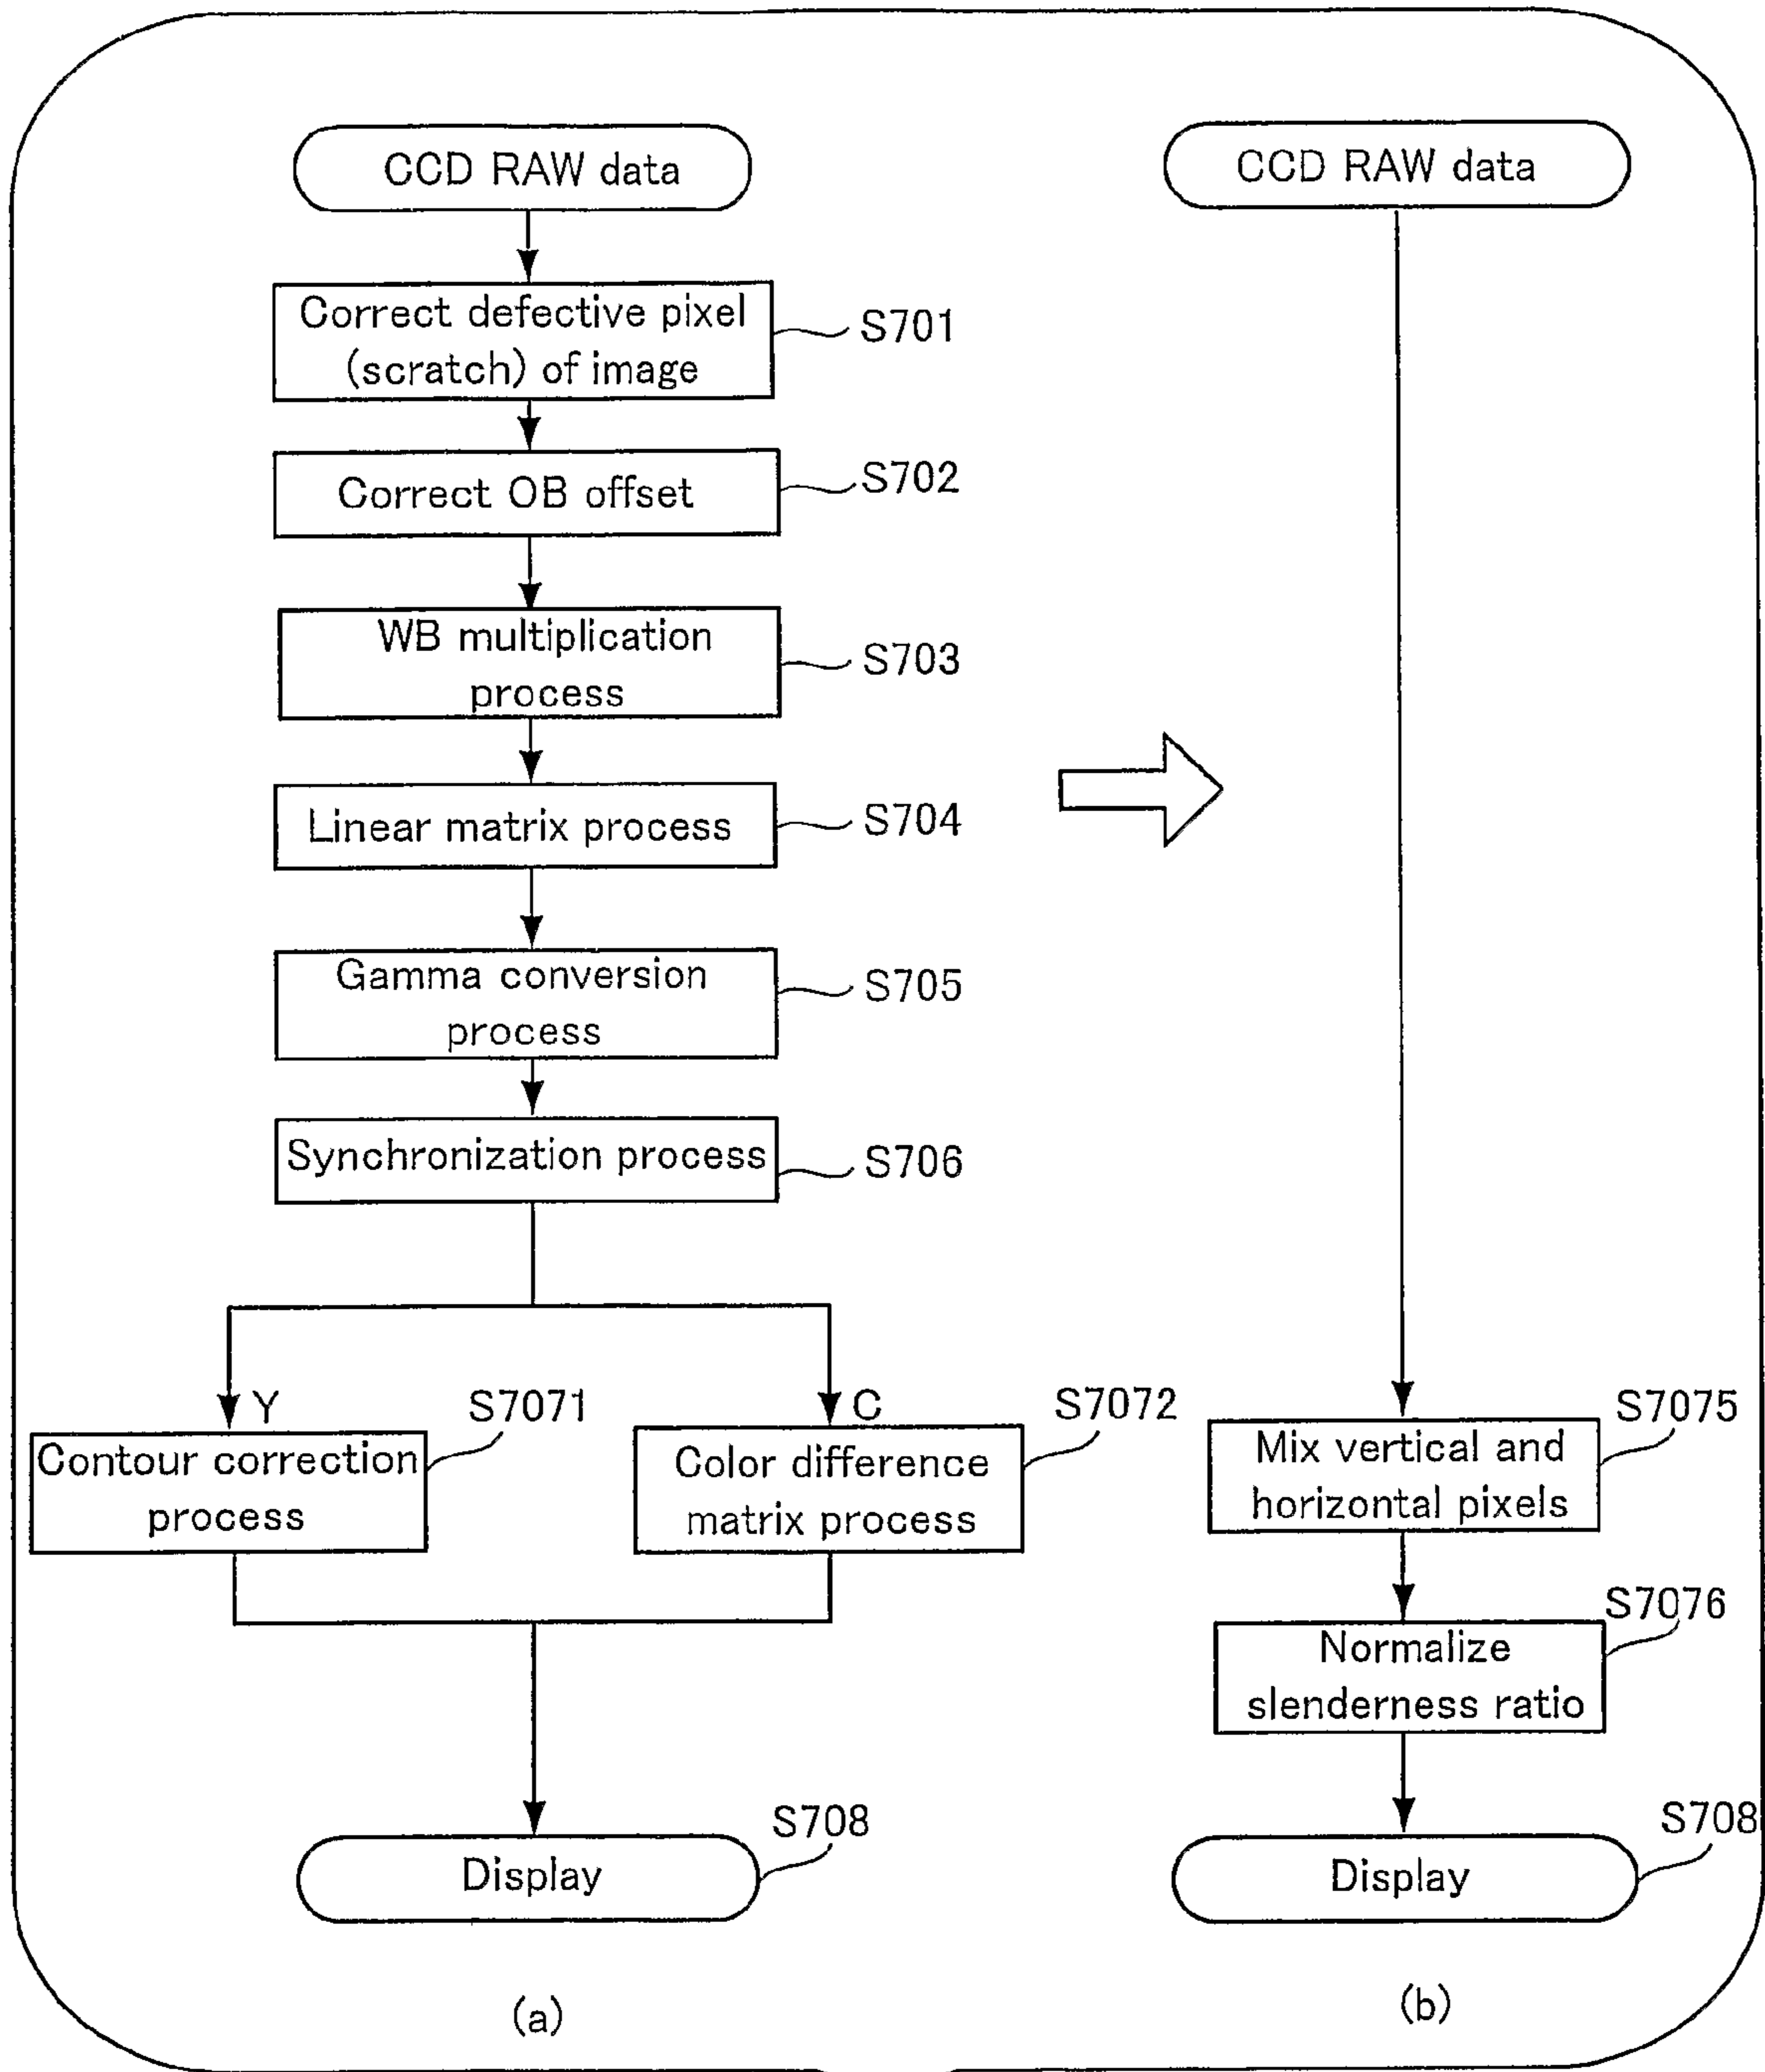 CCD RAW data
Correct defective pixel
(scratch) of image
S701
Correct OB offset
S702
WB multiplication
process
S703
Linear matrix process
S704
Gamma conversion
process
S705
Synchronization process
S706
Y
S7071
Contour correction
process
C
S7072
Color difference
matrix process
S708
Display
(a)
CCD RAW data
S7075
Mix vertical and
horizontal pixels
S7076
Normalize
slenderness ratio
S708
Display
(b)